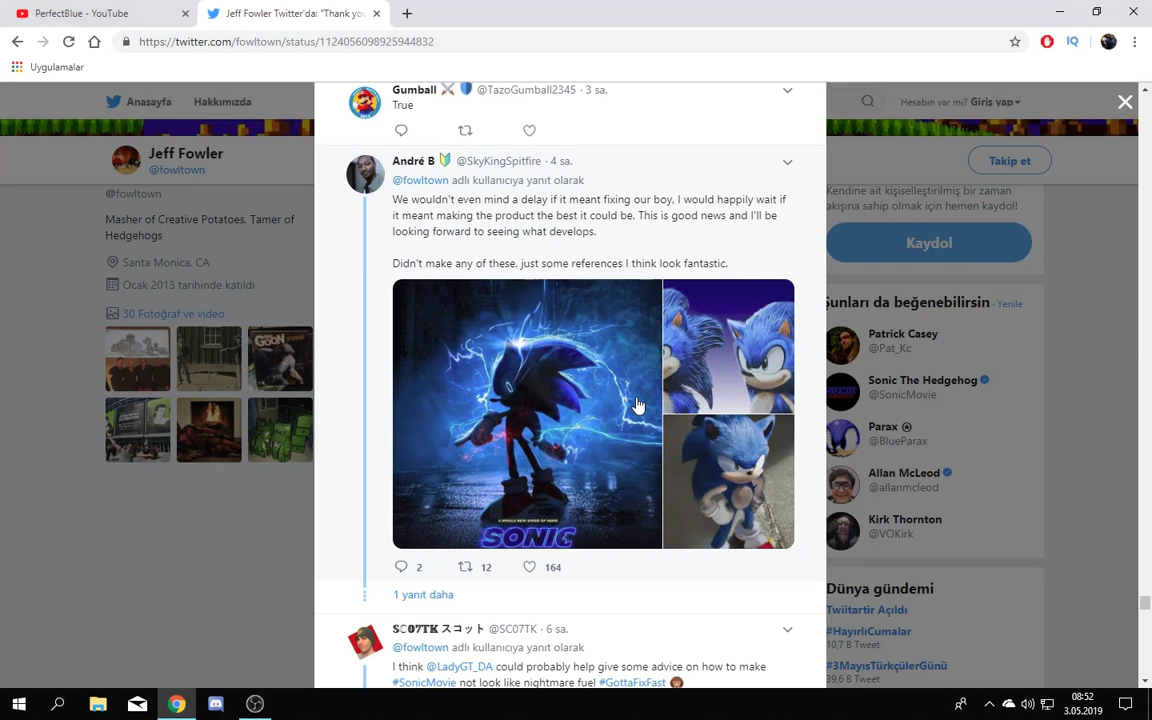 PerfectBlue - YouTube
Jeff Fowler Twitter'da: "Thank you
https://twitter.com/fowltown/status/1124056098925944832
Uygulamalar
Anasayfa
Hakkımızda
Hesabın var mı? Giriş yap
Jeff Fowler
@fowltown
Takip et
@fowltown
Masher of Creative Potatoes, Tamer of
Hedgehogs
Santa Monica, CA
Ocak 2013 tarihinde katıldı
30 Fotoğraf ve video
Gumball @TazoGumball2345 · 3 sa.
True
André B @SkyKingSpitfire · 4 sa.
@fowltown adlı kullanıcıya yanıt olarak
We wouldn't even mind a delay if it meant fixing our boy, I would happily wait if
it meant making the product the best it could be. This is good news and I'll be
looking forward to seeing what develops.
Didn't make any of these, just some references I think look fantastic.
A WHOLE NEW SPEED OF HERO
SONIC
2
12
164
1 yanıt daha
SC07TK スコット @SC07TK · 6 sa.
@fowltown adlı kullanıcıya yanıt olarak
I think @LadyGT_DA could probably help give some advice on how to make
#SonicMovie not look like nightmare fuel #GottaFixFast
Kendine ait kişiselleştirilmiş bir zaman
akışına sahip olmak için hemen kaydol!
Kaydol
Şunları da beğenebilirsin · Yenile
Patrick Casey
@Pat_Kc
Sonic The Hedgehog
@SonicMovie
Parax
@BlueParax
Allan McLeod
@allanmcleod
Kirk Thornton
@VOKirk
Dünya gündemi
Twiitartir Açıldı
#HayırlıCumalar
10,7 B Tweet
#3MayısTürkçülerGünü
39,6 B Tweet
08:52
3.05.2019